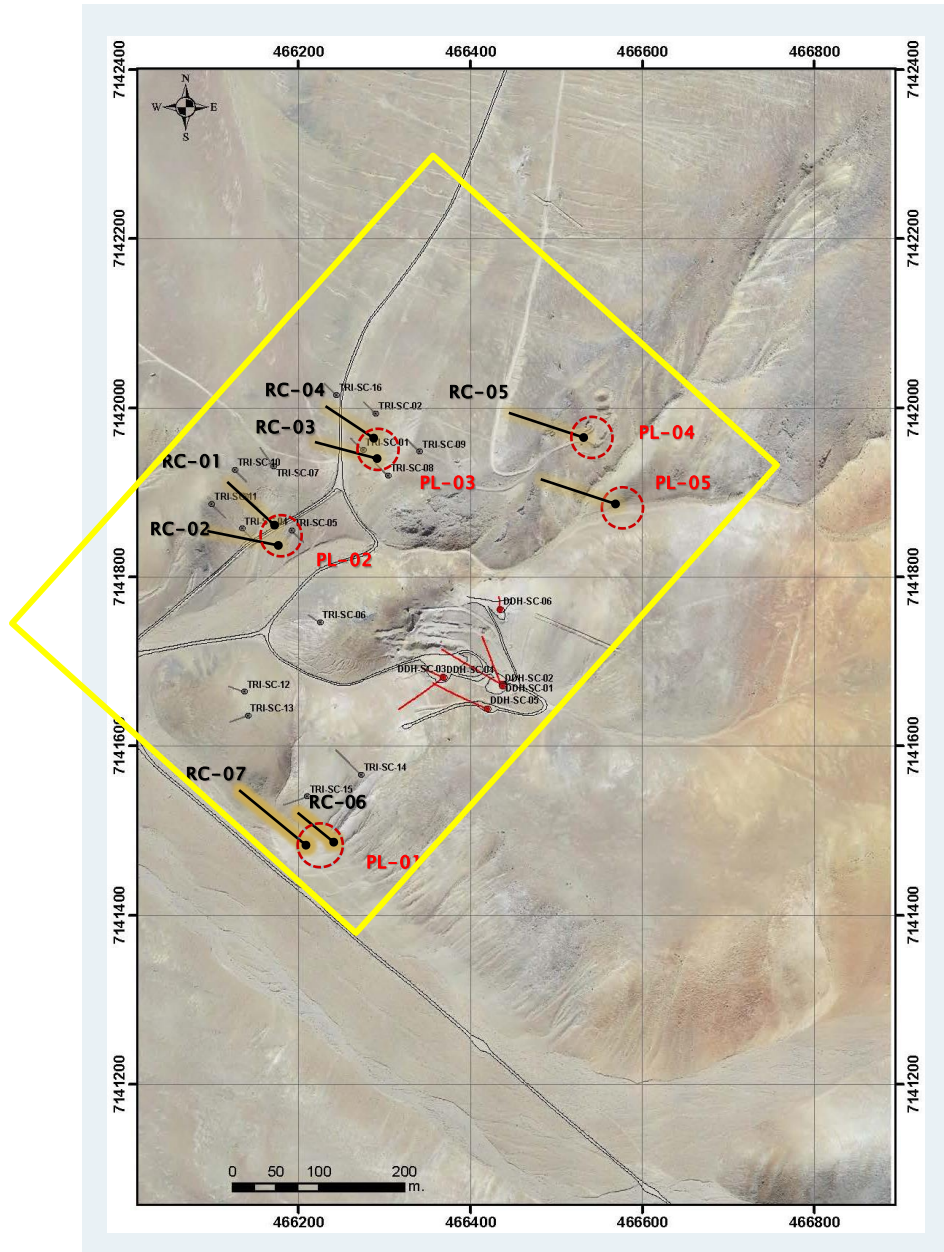 466200 466400 466600 466800
7142400 7142400
N
W E
S
7142200 7142200
RC-04
TRI-SC-16
TRI-SC-02
RC-05
7142000 7142000
RC-03
TRI-SC-01
TRI-SC-09
PL-04
RC-01
TRI-SC-10
TRI-SC-07
TRI-SC-08
PL-03
PL-05
TRI-SC-11
RC-02
TRI-SC-05
PL-02
7141800 7141800
DDH-SC-06
TRI-SC-06
DDH-SC-03 DDH-SC-04
DDH-SC-02
DDH-SC-01
TRI-SC-12
DDH-SC-05
TRI-SC-13
7141600 7141600
RC-07
TRI-SC-14
TRI-SC-15
RC-06
PL-01
7141400 7141400
7141200 7141200
0 50 100 200
m.
466200 466400 466600 466800